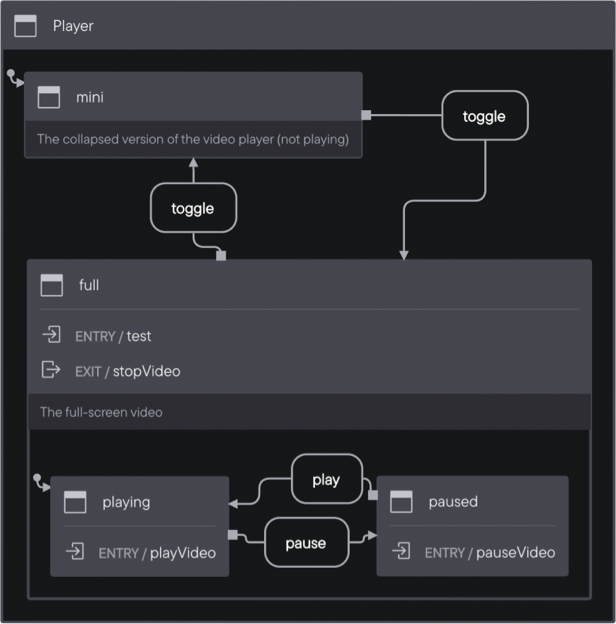 Player
mini
The collapsed version of the video player (not playing)
toggle
toggle
full
ENTRY / test
EXIT / stopVideo
The full-screen video
play
playing
paused
ENTRY / playVideo
pause
ENTRY / pauseVideo